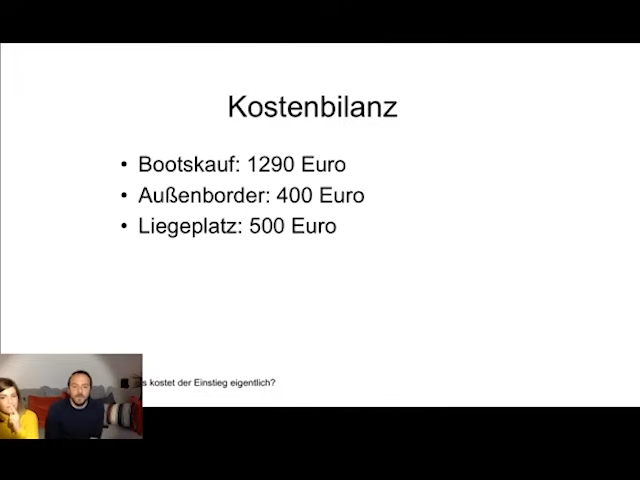 Kostenbilanz
• Bootskauf: 1290 Euro
• Außenborder: 400 Euro
• Liegeplatz: 500 Euro
kostet der Einstieg eigentlich?